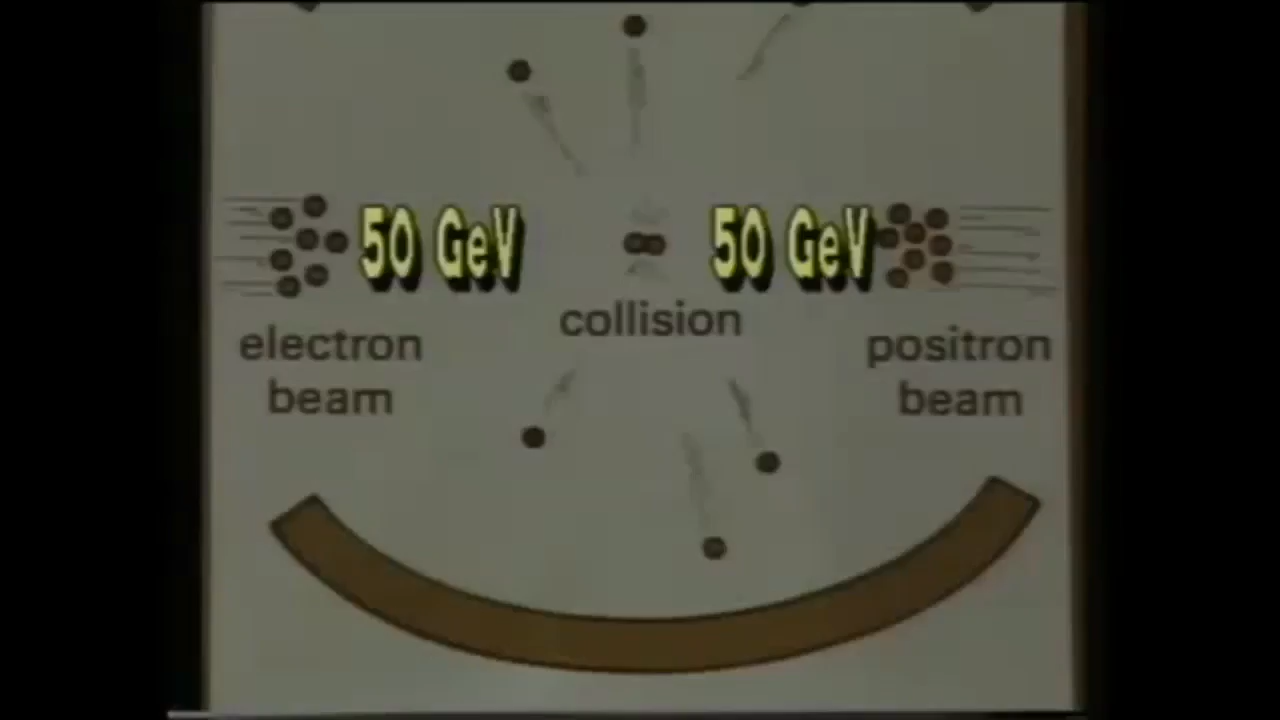 50 GeV
50 GeV
collision
electron
beam
positron
beam